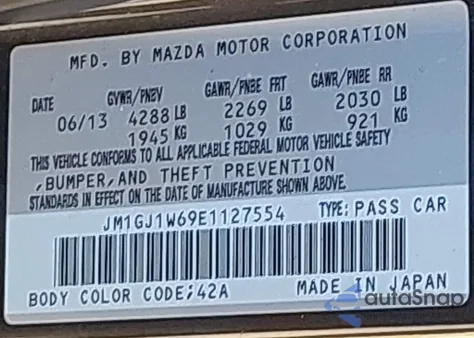 MFD. BY MAZDA MOTOR CORPORATION
DATE GVWR/PNBV GAWR/PNBE FRT GAWR/PNBE RR
06/13 4288 LB 2269 LB 2030 LB
1945 KG 1029 KG 921 KG
THIS VEHICLE CONFORMS TO ALL APPLICABLE FEDERAL MOTOR VEHICLE SAFETY
,BUMPER,AND THEFT PREVENTION
STANDARDS IN EFFECT ON THE DATE OF MANUFACTURE SHOWN ABOVE.
JM1GJ1W69E1127554 TYPE: PASS CAR
BODY COLOR CODE;42A MADE IN JAPAN
autoSnap